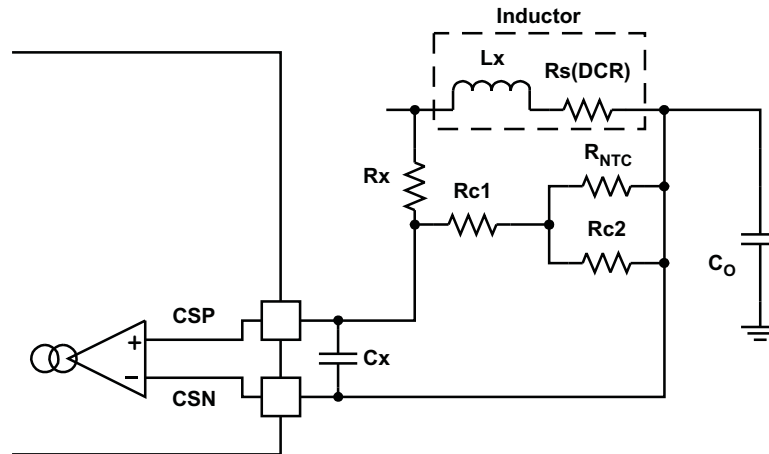 Inductor
Lx
Rs(DCR)
Rx
Rc1
RNTC
Rc2
CO
CSP
+
Cx
−
CSN